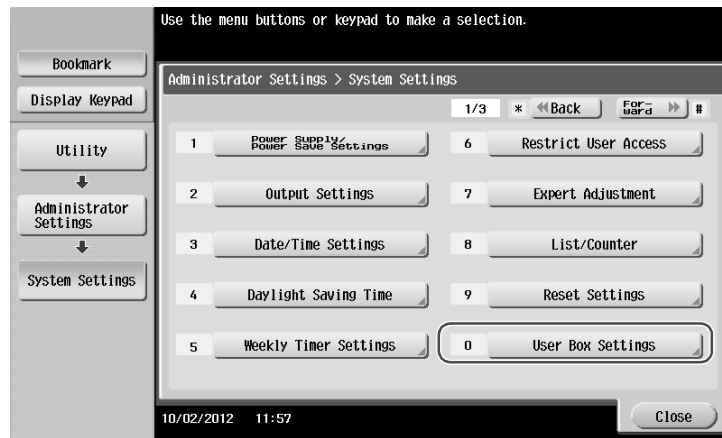 Use the menu buttons or keypad to make a selection.
Bookmark
Display Keypad
Utility
Administrator
Settings
System Settings
Administrator Settings > System Settings
1/3 * Back For-
ward #
1 Power Supply/
Power Save Settings
6 Restrict User Access
2 Output Settings
7 Expert Adjustment
3 Date/Time Settings
8 List/Counter
4 Daylight Saving Time
9 Reset Settings
5 Weekly Timer Settings
0 User Box Settings
10/02/2012 11:57
Close